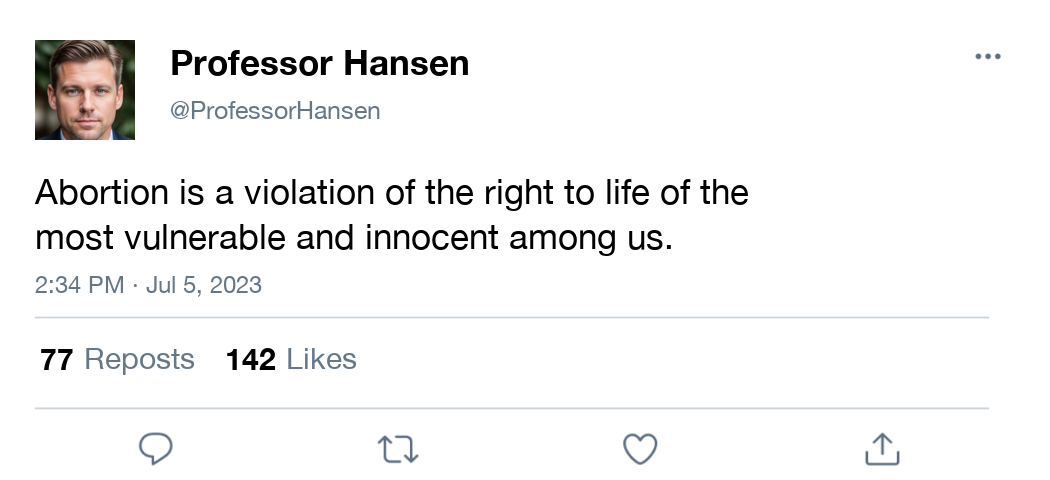 Professor Hansen
@ProfessorHansen
Abortion is a violation of the right to life of the
most vulnerable and innocent among us.
2:34 PM · Jul 5, 2023
77 Reposts 142 Likes